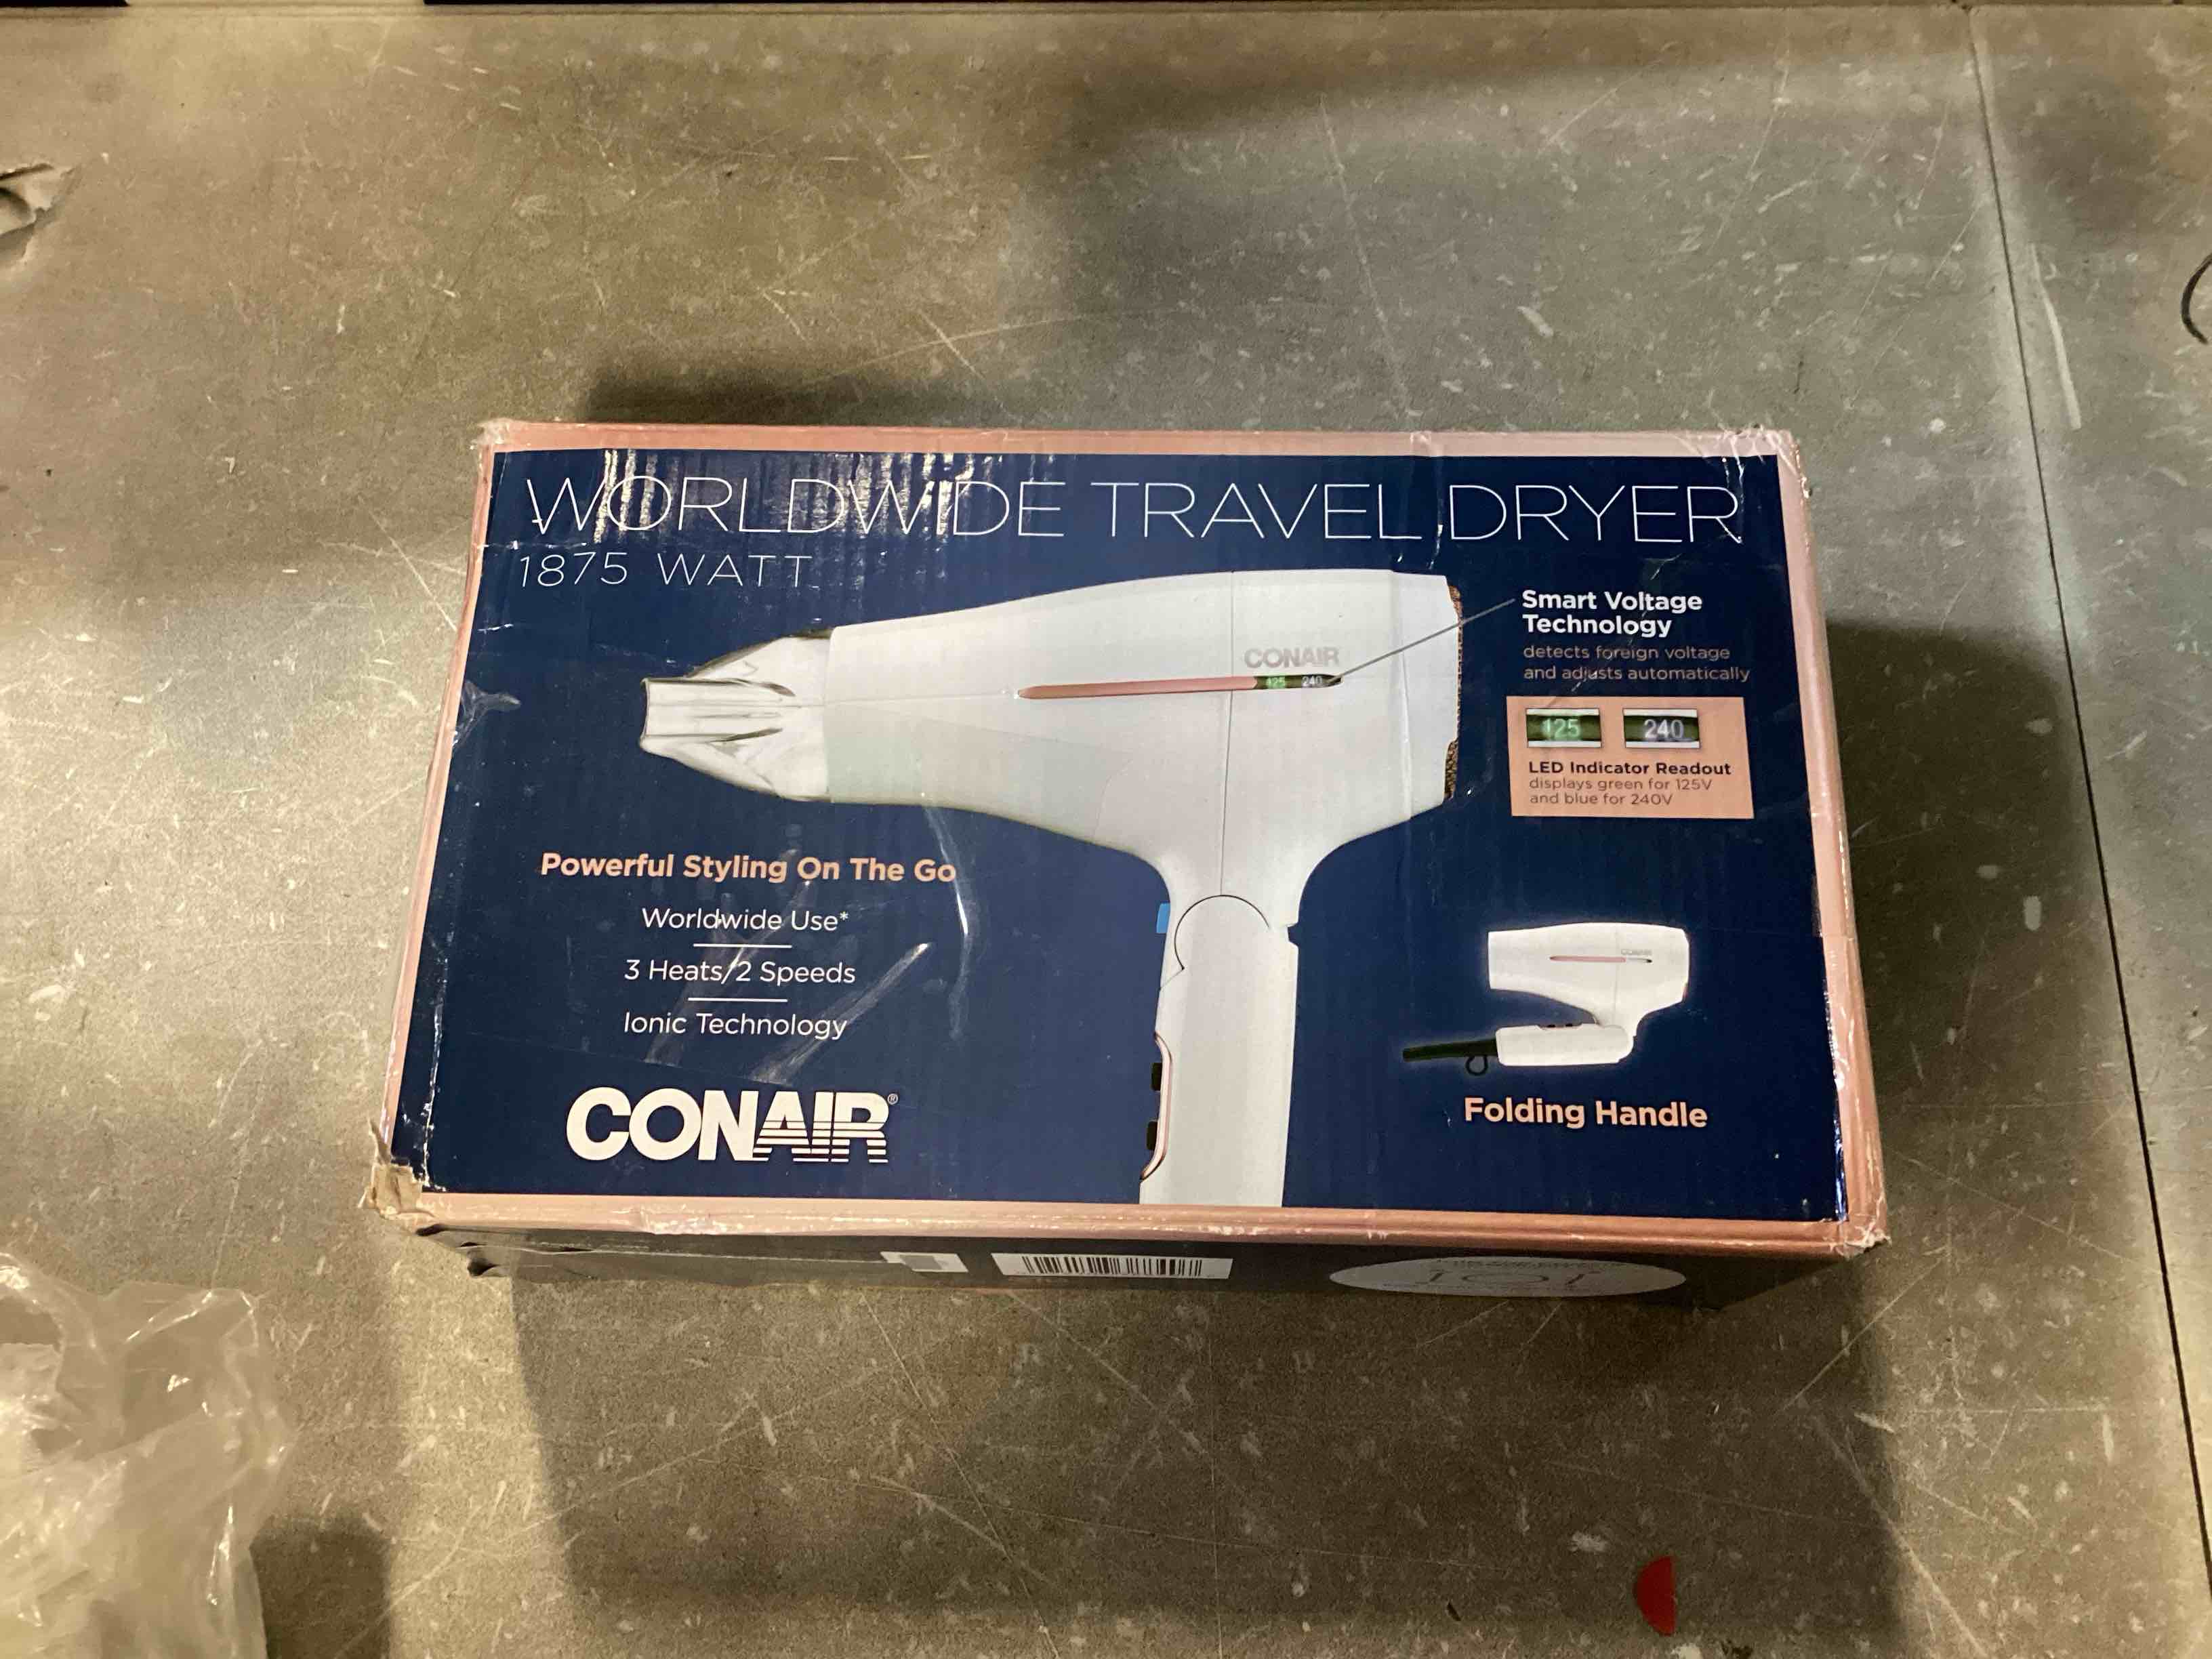 WORLDWIDE TRAVEL DRYER
1875 WATT
CONAIR
125 240
Smart Voltage
Technology
detects foreign voltage
and adjusts automatically
125 240
LED Indicator Readout
displays green for 125V
and blue for 240V
Powerful Styling On The Go
Worldwide Use*
3 Heats/2 Speeds
Ionic Technology
CONAIR®
CONAIR
Folding Handle